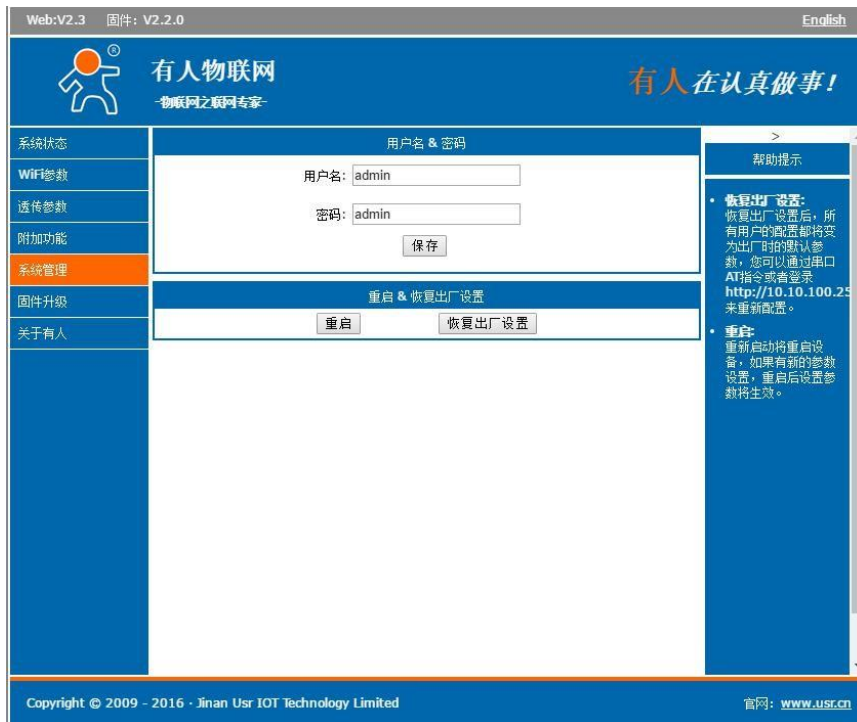 Web:V2.3 固件：V2.2.0
English
®
有人物联网
-物联网之联网专家-
有人在认真做事！
系统状态
WiFi参数
透传参数
附加功能
系统管理
固件升级
关于有人
用户名 & 密码
用户名: admin
密码: admin
保存
重启 & 恢复出厂设置
重启 恢复出厂设置
>
帮助提示
• 恢复出厂设置:
恢复出厂设置后，所
有用户的配置都将变
为出厂时的默认参
数，您可以通过串口
AT指令或者登录
http://10.10.100.25
来重新配置。
• 重启:
重新启动将重启设
备，如果有新的参数
设置，重启后设置参
数将生效。
Copyright © 2009 - 2016 · Jinan Usr IOT Technology Limited
官网：www.usr.cn